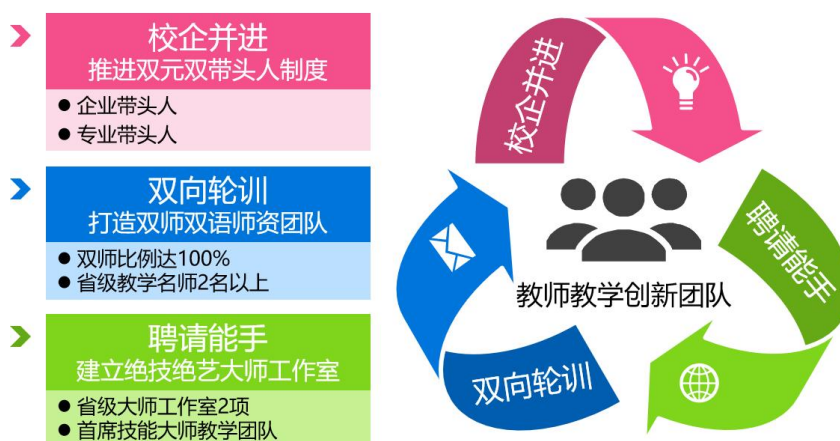 校企并进
推进双元双带头人制度
● 企业带头人
● 专业带头人
双向轮训
打造双师双语师资团队
● 双师比例达100%
● 省级教学名师2名以上
聘请能手
建立绝技绝艺大师工作室
● 省级大师工作室2项
● 首席技能大师教学团队
校企并进
聘请能手
教师教学创新团队
双向轮训